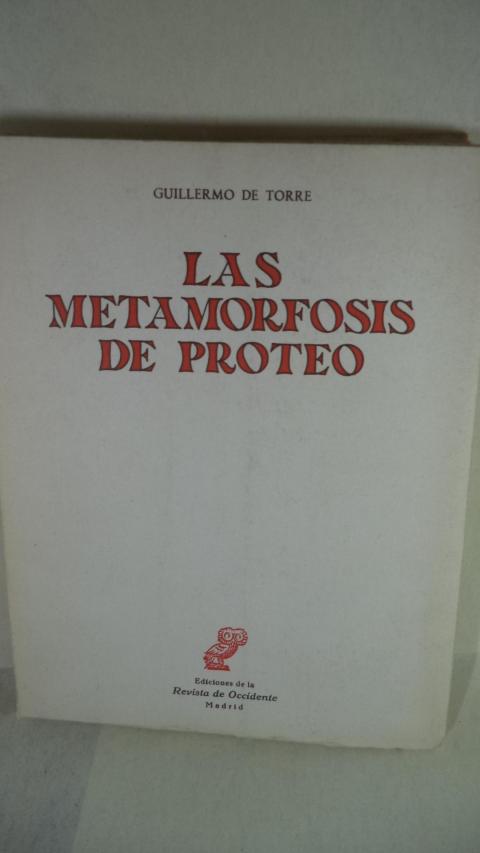 GUILLERMO DE TORRE
LAS
METAMORFOSIS
DE PROTEO
Ediciones de la
Revista de Occidente
Madrid